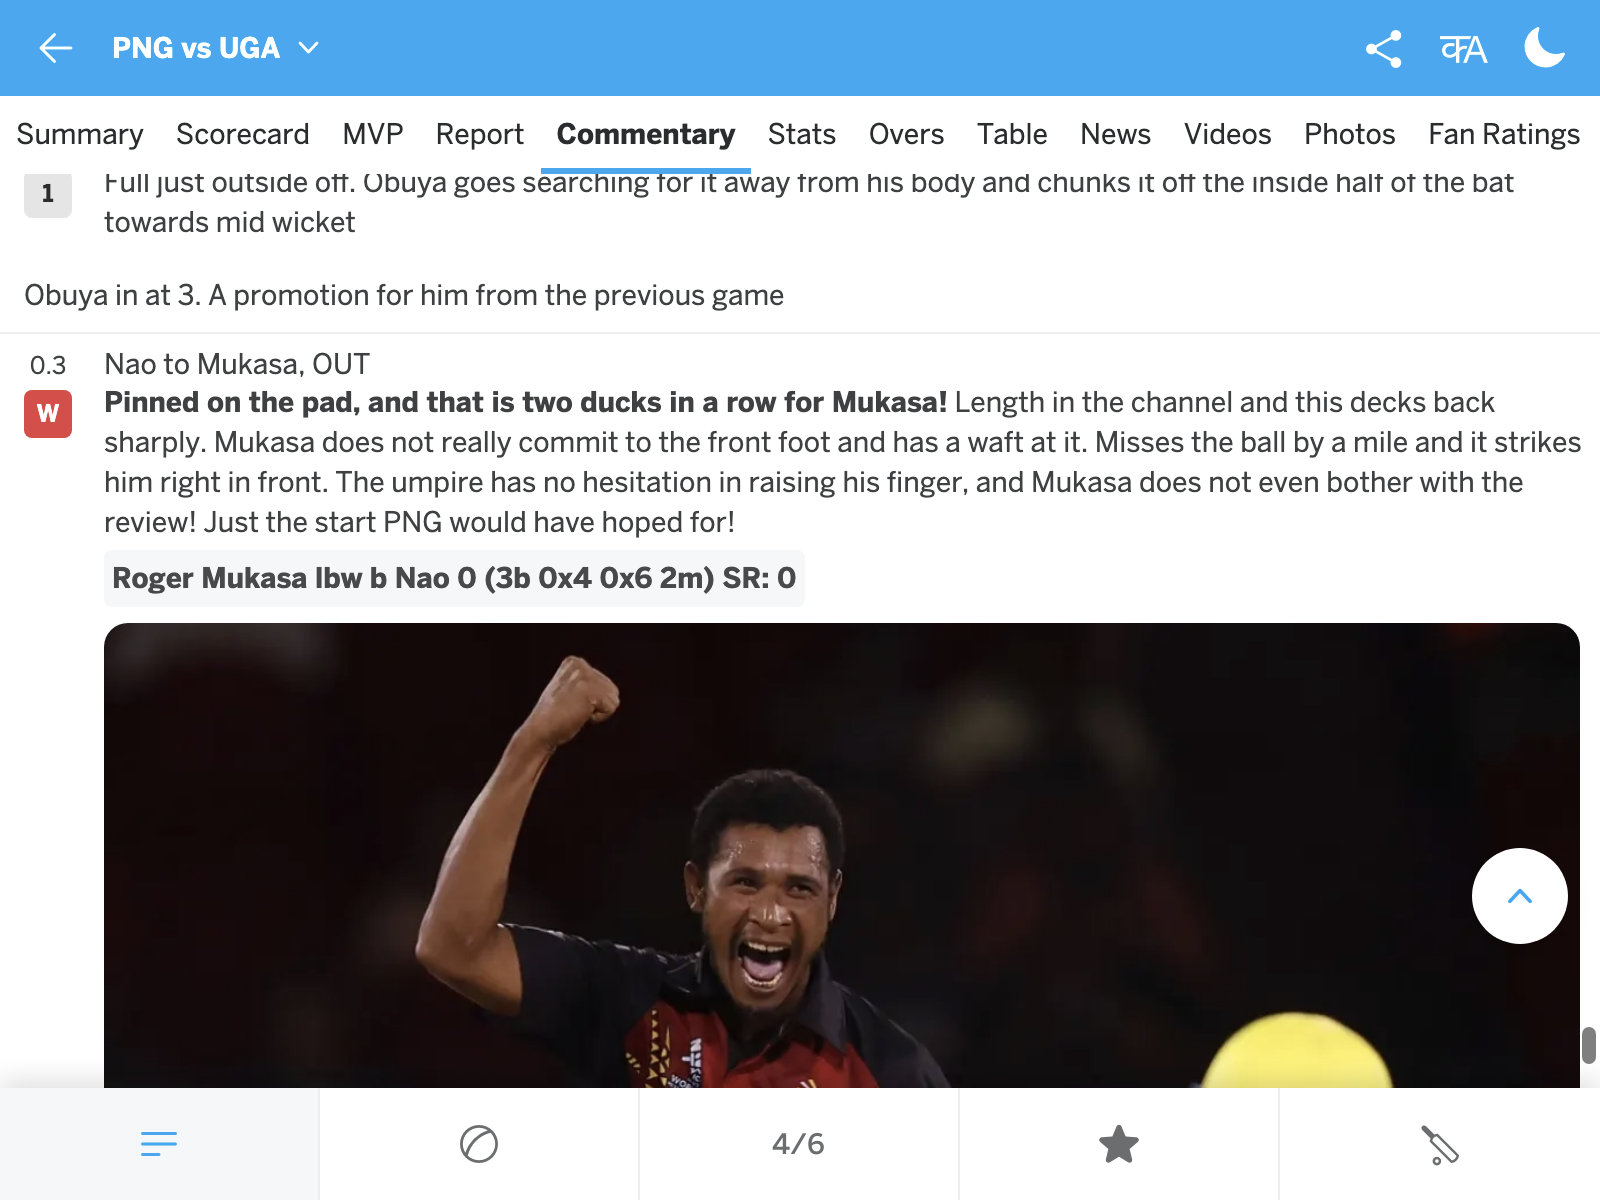 PNG vs UGA
Summary Scorecard MVP Report Commentary Stats Overs Table News Videos Photos Fan Ratings
1 Full just outside off. Obuya goes searching for it away from his body and chunks it off the inside half of the bat
towards mid wicket
Obuya in at 3. A promotion for him from the previous game
0.3 Nao to Mukasa, OUT
W Pinned on the pad, and that is two ducks in a row for Mukasa! Length in the channel and this decks back
sharply. Mukasa does not really commit to the front foot and has a waft at it. Misses the ball by a mile and it strikes
him right in front. The umpire has no hesitation in raising his finger, and Mukasa does not even bother with the
review! Just the start PNG would have hoped for!
Roger Mukasa lbw b Nao 0 (3b 0x4 0x6 2m) SR: 0
4/6